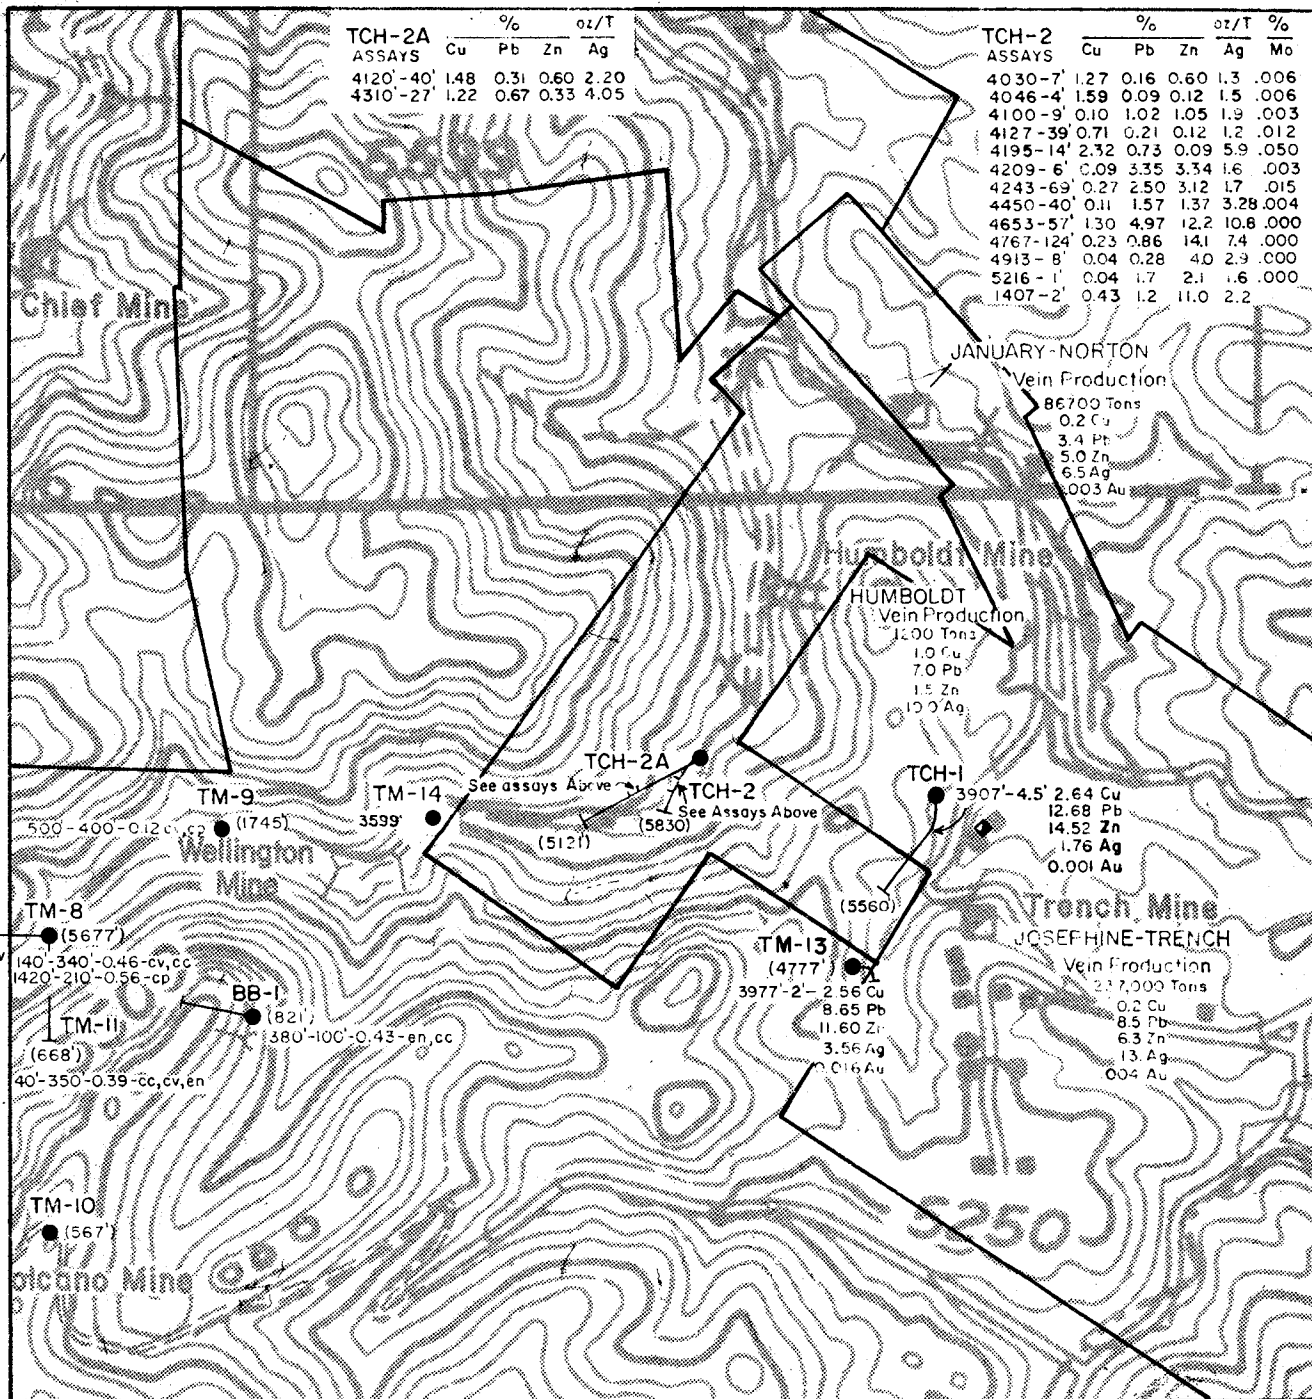 TCH-2A % oz/T
ASSAYS Cu Pb Zn Ag
4120'-40' 1.48 0.31 0.60 2.20
4310'-27' 1.22 0.67 0.33 4.05
TCH-2 % oz/T %
ASSAYS Cu Pb Zn Ag Mo
4030-7' 1.27 0.16 0.60 1.3 .006
4046-4' 1.59 0.09 0.12 1.5 .006
4100-9' 0.10 1.02 1.05 1.9 .003
4127-39' 0.71 0.21 0.12 1.2 .012
4195-14' 2.32 0.73 0.09 5.9 .050
4209-6' 0.09 3.35 3.34 1.6 .003
4243-69' 0.27 2.50 3.12 1.7 .015
4450-40' 0.11 1.57 1.37 3.28 .004
4653-57' 1.30 4.97 12.2 10.8 .000
4767-124' 0.23 0.86 14.1 7.4 .000
4913-8' 0.04 0.28 4.0 2.9 .000
5216-1' 0.04 1.7 2.1 1.6 .000
1407-2' 0.43 1.2 11.0 2.2
Chief Mine
JANUARY-NORTON
Vein Production
86700 Tons
0.2 Cu
3.4 Pb
5.0 Zn
6.5 Ag
.003 Au
Humboldt Mine
HUMBOLDT
Vein Production
1200 Tons
1.0 Cu
7.0 Pb
1.5 Zn
10.0 Ag
TCH-2A
See assays Above
TCH-2
See Assays Above
(5830)
(5121')
TCH-1
3907'-4.5' 2.64 Cu
12.68 Pb
14.52 Zn
1.76 Ag
0.001 Au
(5560)
TM-9
(1745')
TM-14
3599'
Wellington
Mine
TM-8
(5677')
140'-340'-0.46-cv,cc
1420'-210'-0.56-cp
BB-1
(821')
380'-100'-0.43-en,cc
TM-11
(668')
40'-350-0.39-cc,cv,en
TM-13
(4777')
3977'-2'- 2.56 Cu
8.65 Pb
11.60 Zn
3.56 Ag
0.016 Au
Trench Mine
JOSEPHINE-TRENCH
Vein Production
237,000 Tons
0.2 Cu
8.5 Pb
6.3 Zn
13. Ag
.004 Au
TM-10
(567')
olcano Mine
5250